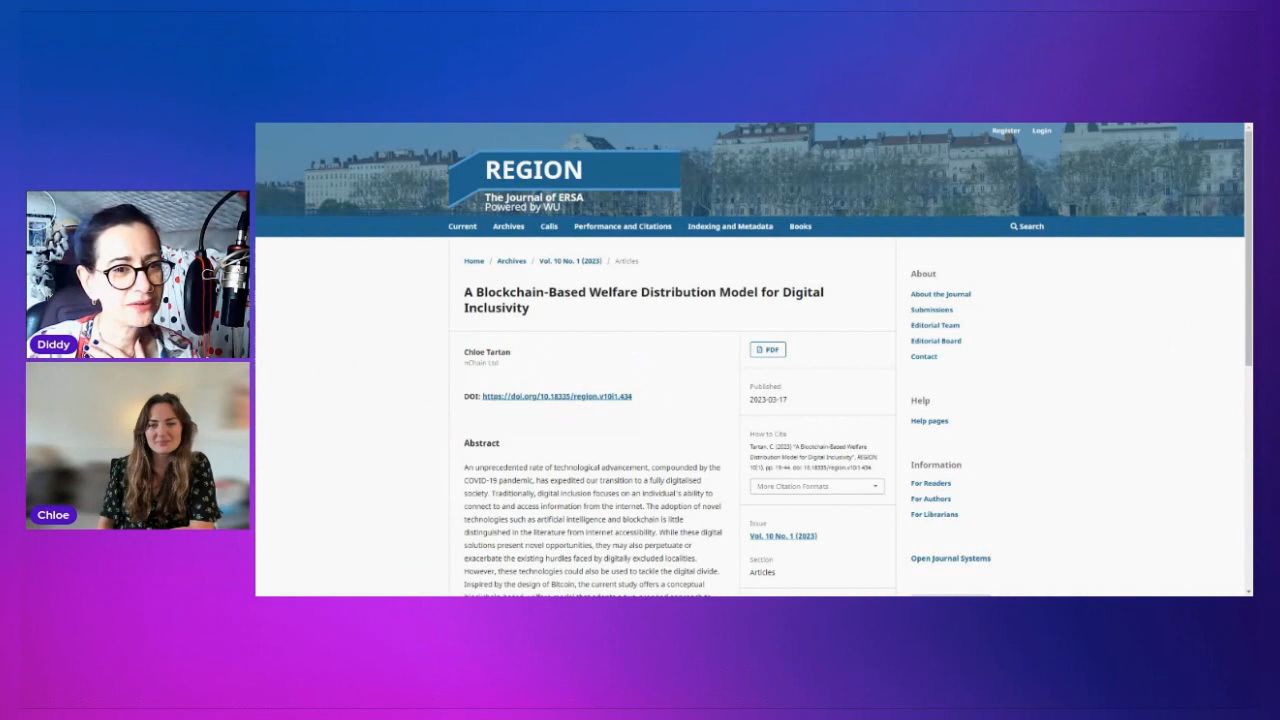 Register Login
REGION
The Journal of ERSA
Powered by WU
Current Archives Calls Performance and Citations Indexing and Metadata Books Search
Home / Archives / Vol. 10 No. 1 (2023) / Articles
A Blockchain-Based Welfare Distribution Model for Digital
Inclusivity
Chloe Tartan
nChain Ltd
DOI: https://doi.org/10.18335/region.v10i1.434
Abstract
An unprecedented rate of technological advancement, compounded by the
COVID-19 pandemic, has expedited our transition to a fully digitalised
society. Traditionally, digital inclusion focuses on an individual's ability to
connect to and access information from the internet. The adoption of novel
technologies such as artificial intelligence and blockchain is little
distinguished in the literature from internet accessibility. While these digital
solutions present novel opportunities, they may also perpetuate or
exacerbate the existing hurdles faced by digitally excluded localities.
However, these technologies could also be used to tackle the digital divide.
Inspired by the design of Bitcoin, the current study offers a conceptual
PDF
Published
2023-03-17
How to Cite
Tartan, C. (2023) "A Blockchain-Based Welfare
Distribution Model for Digital Inclusivity", REGION,
10(1), pp. 19-44. doi: 10.18335/region.v10i1.434.
More Citation Formats
Issue
Vol. 10 No. 1 (2023)
Section
Articles
About
About the Journal
Submissions
Editorial Team
Editorial Board
Contact
Help
Help pages
Information
For Readers
For Authors
For Librarians
Open Journal Systems
Diddy
Chloe